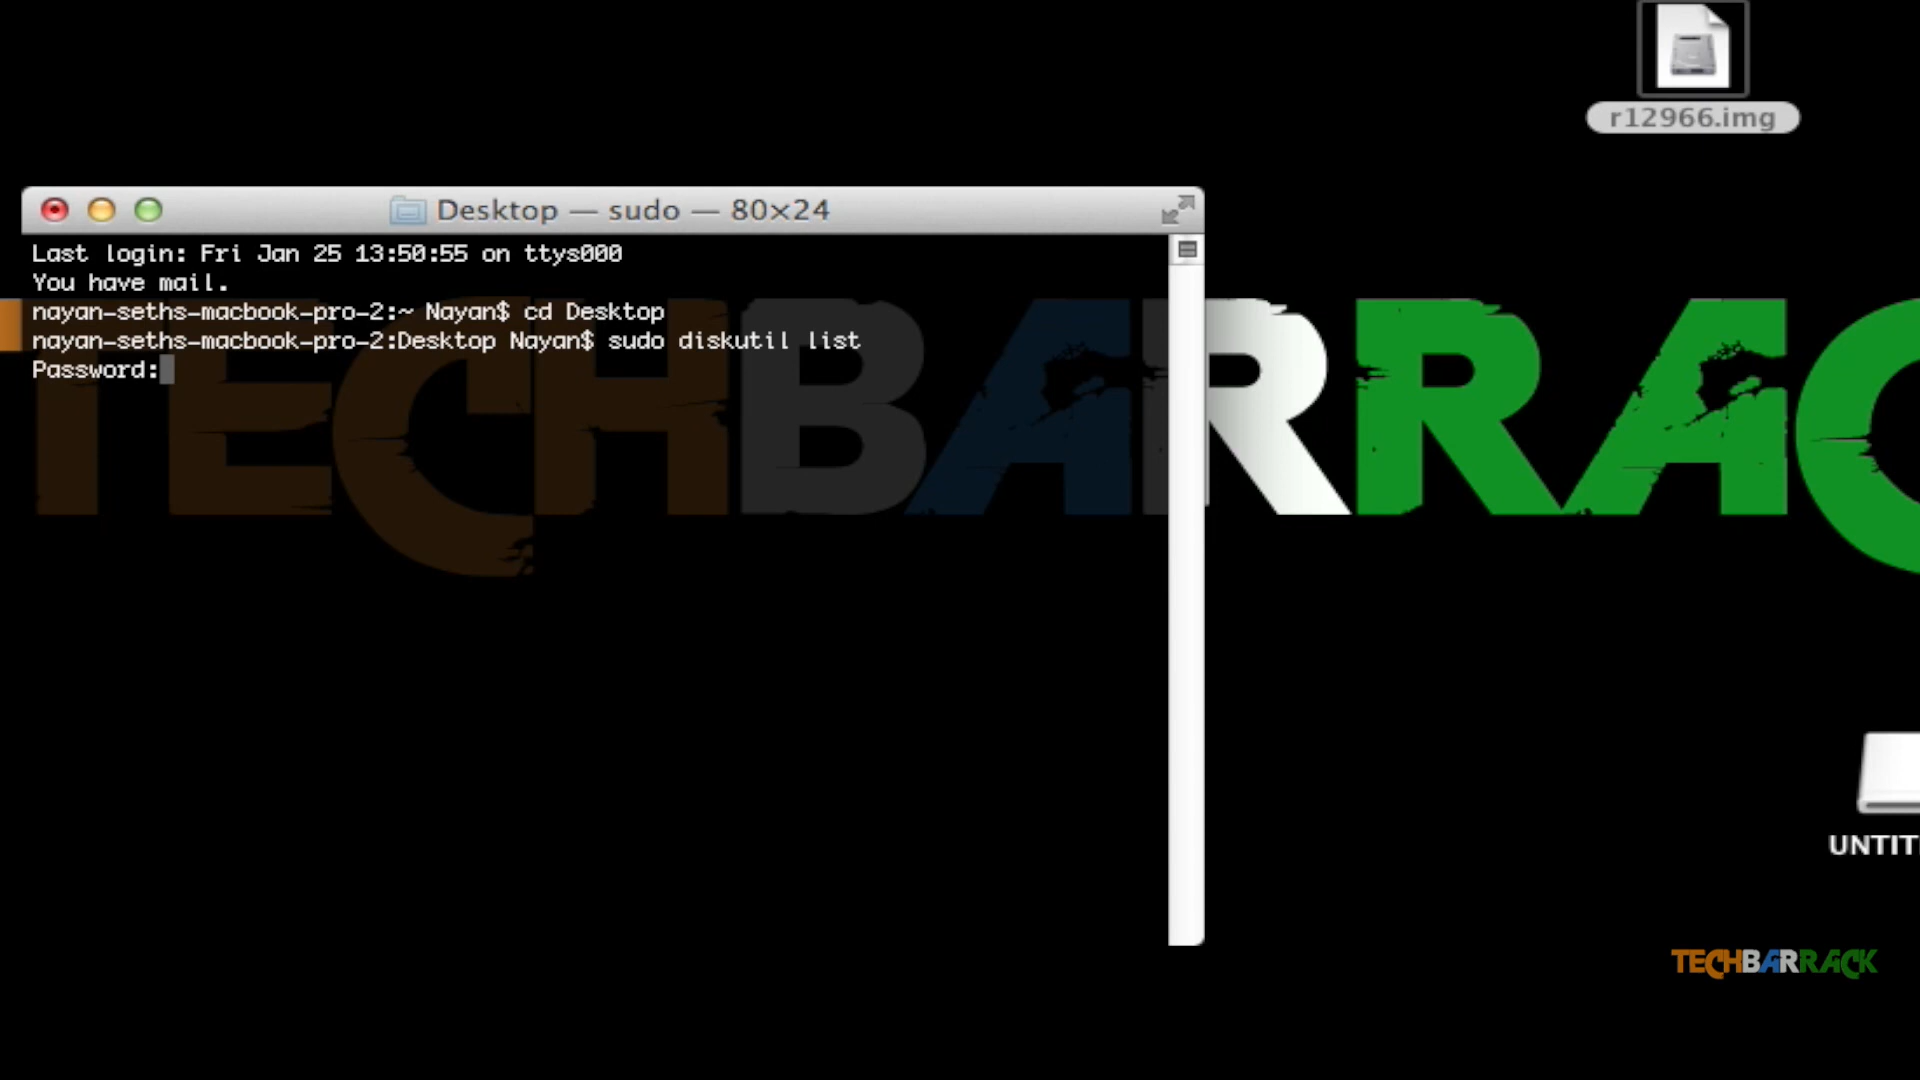 r12966.img
Desktop — sudo — 80×24
Last login: Fri Jan 25 13:50:55 on ttys000
You have mail.
nayan-seths-macbook-pro-2:~ Nayan$ cd Desktop
nayan-seths-macbook-pro-2:Desktop Nayan$ sudo diskutil list
Password:
TECHBARRAC
UNTIT
TECHBARRACK